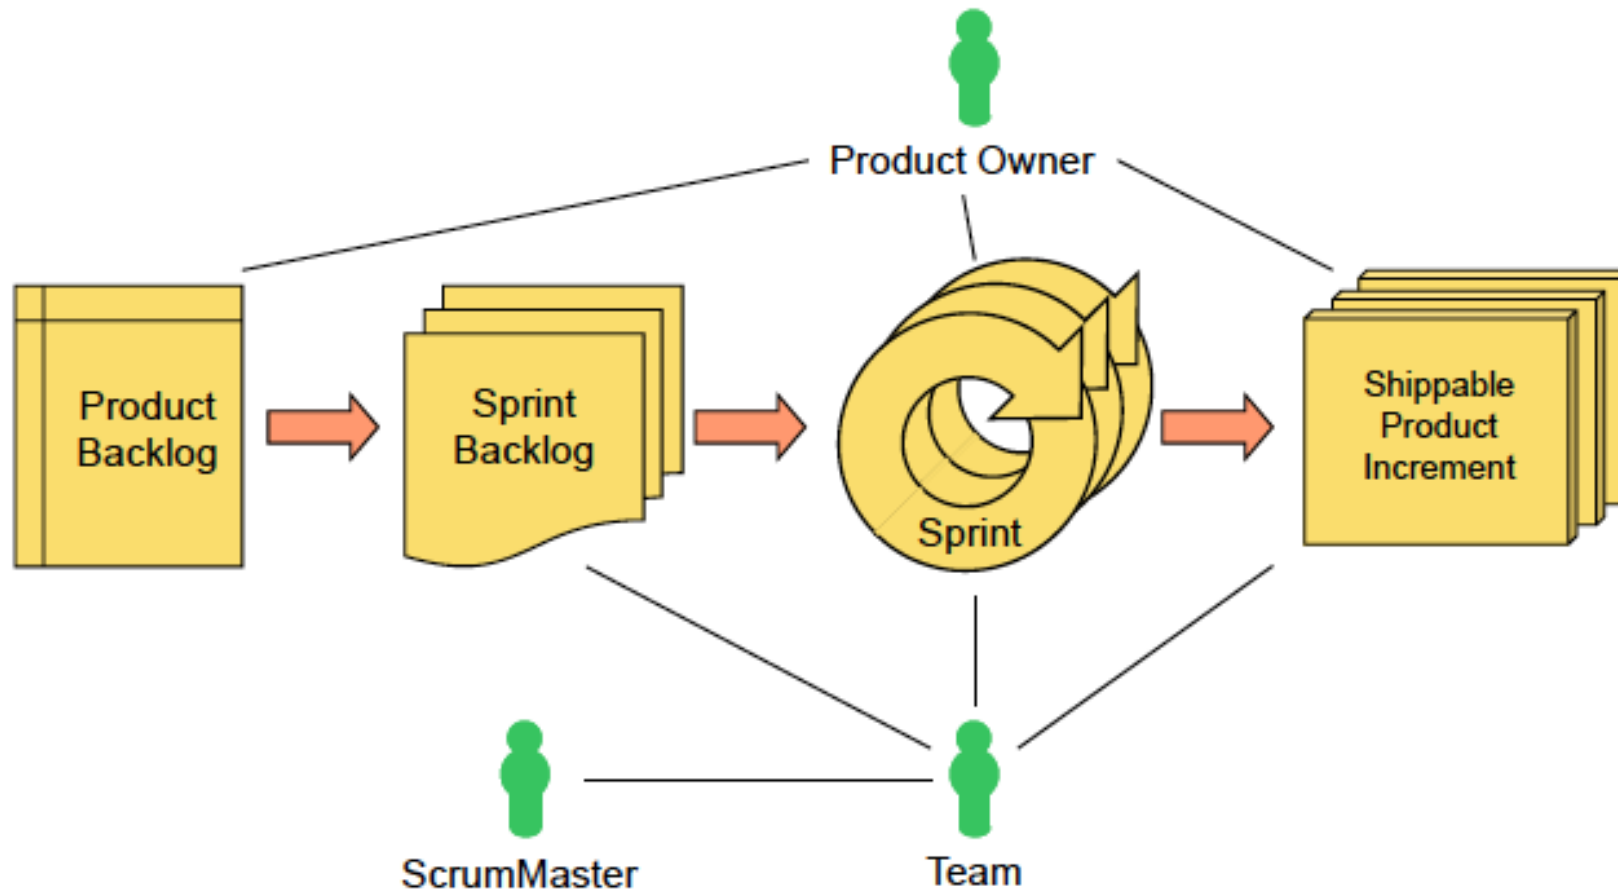 Product Owner
Product
Backlog
Sprint
Backlog
Sprint
Shippable
Product
Increment
ScrumMaster
Team